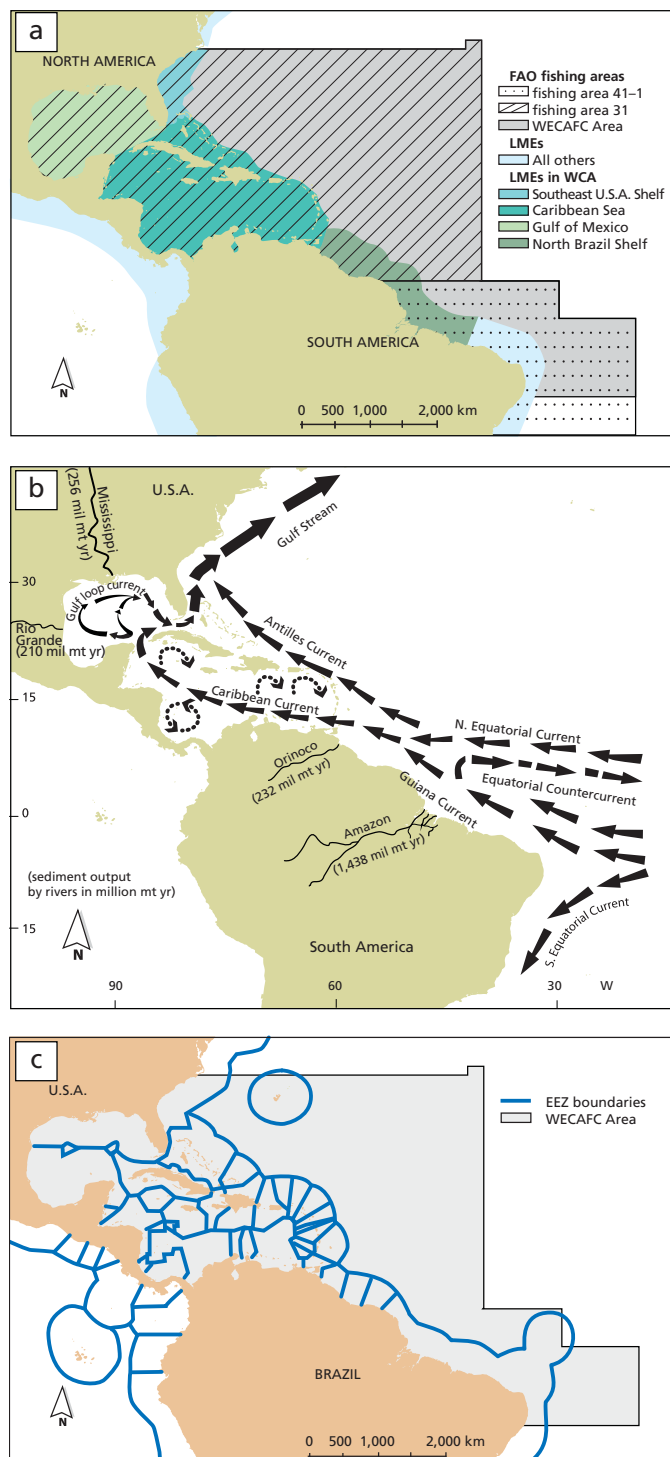 a
NORTH AMERICA
FAO fishing areas
fishing area 41–1
fishing area 31
WECAFC Area
LMEs
All others
LMEs in WCA
Southeast U.S.A. Shelf
Caribbean Sea
Gulf of Mexico
North Brazil Shelf
SOUTH AMERICA
N
0 500 1,000 2,000 km
b
U.S.A.
Mississippi
(256 mil mt yr)
Gulf Stream
30
Gulf loop current
Rio
Grande
(210 mil mt yr)
Antilles Current
15
Caribbean Current
N. Equatorial Current
Orinoco
(232 mil mt yr)
Equatorial Countercurrent
Guiana Current
0
Amazon
(1,438 mil mt yr)
(sediment output
by rivers in million mt yr)
S. Equatorial Current
15
N
South America
90 60 30 W
c
U.S.A.
EEZ boundaries
WECAFC Area
BRAZIL
N
0 500 1,000 2,000 km